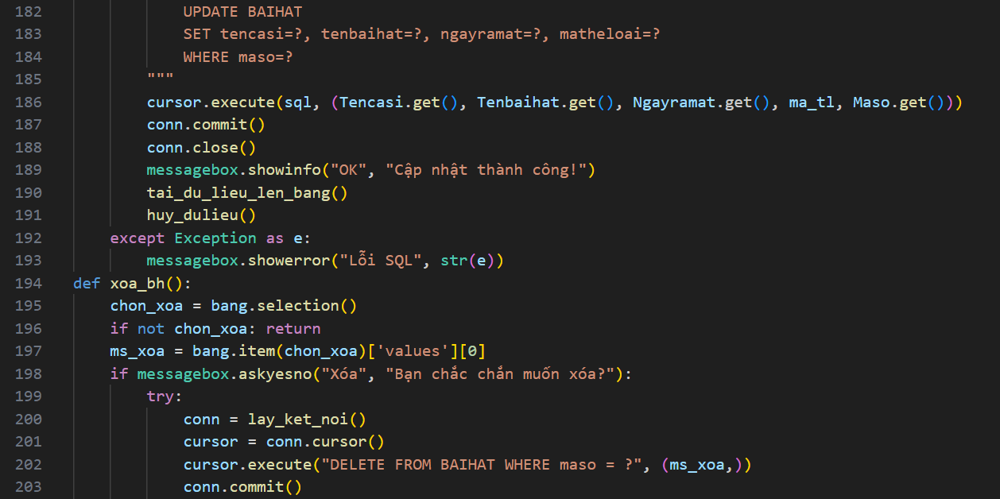 182 UPDATE BAIHAT
183 SET tencasi=?, tenbaihat=?, ngayramat=?, matheloai=?
184 WHERE maso=?
185 """
186 cursor.execute(sql, (Tencasi.get(), Tenbaihat.get(), Ngayramat.get(), ma_tl, Maso.get()))
187 conn.commit()
188 conn.close()
189 messagebox.showinfo("OK", "Cập nhật thành công!")
190 tai_du_lieu_len_bang()
191 huy_dulieu()
192 except Exception as e:
193 messagebox.showerror("Lỗi SQL", str(e))
194 def xoa_bh():
195 chon_xoa = bang.selection()
196 if not chon_xoa: return
197 ms_xoa = bang.item(chon_xoa)['values'][0]
198 if messagebox.askyesno("Xóa", "Bạn chắc chắn muốn xóa?"):
199 try:
200 conn = lay_ket_noi()
201 cursor = conn.cursor()
202 cursor.execute("DELETE FROM BAIHAT WHERE maso = ?", (ms_xoa,))
203 conn.commit()